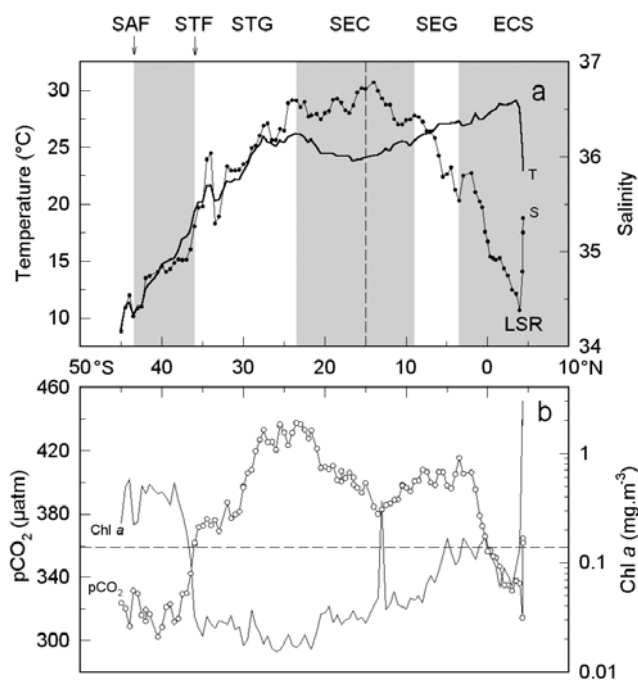 SAF STF STG SEC SEG ECS
a
Temperature (°C)
30
25
20
15
10
37
36
35
34
Salinity
T
S
LSR
50°S 40 30 20 10 0 10°N
b
pCO₂ (µatm)
460
420
380
340
300
1
0.1
0.01
Chl a (mg.m⁻³)
Chl a
pCO₂